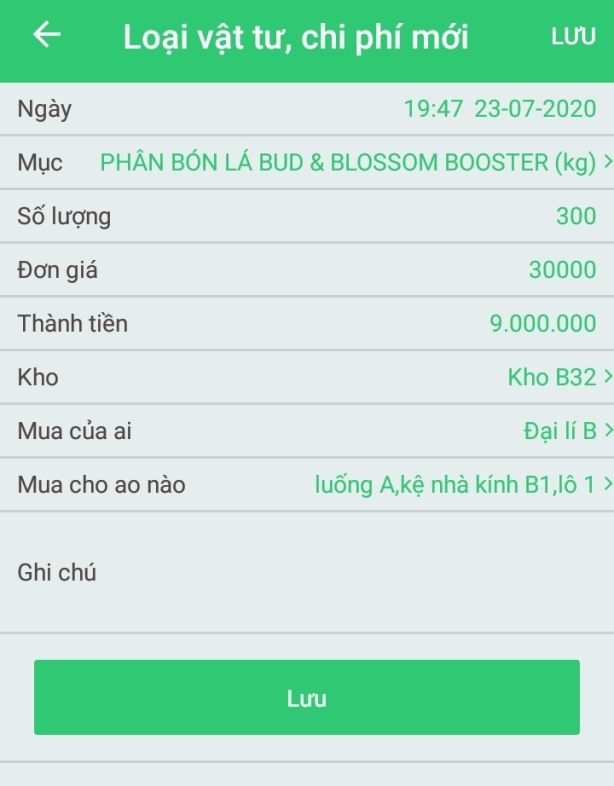 Loại vật tư, chi phí mới LƯU
Ngày 19:47 23-07-2020
Mục PHÂN BÓN LÁ BUD & BLOSSOM BOOSTER (kg)
Số lượng 300
Đơn giá 30000
Thành tiền 9.000.000
Kho Kho B32
Mua của ai Đại lí B
Mua cho ao nào luống A,kệ nhà kính B1,lô 1
Ghi chú
Lưu